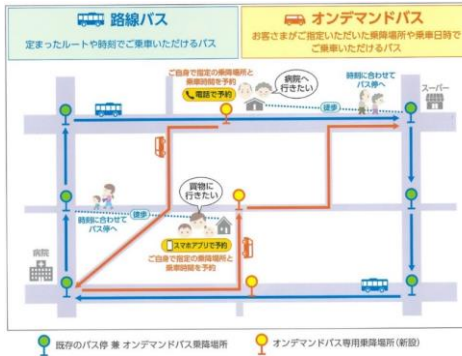 路線バス
定まったルートや時刻でご乗車いただけるバス
オンデマンドバス
お客さまがご指定いただいた乗降場所や乗車日時で
ご乗車いただけるバス
ご自身で指定の乗降場所と
乗車時間を予約
電話で予約
病院へ
行きたい
徒歩
時刻に合わせて
バス停へ
スーパー
徒歩
時刻に合わせて
バス停へ
買物に
行きたい
スマホアプリで予約
ご自身で指定の乗降場所と
乗車時間を予約
病院
既存のバス停 兼 オンデマンドバス乗降場所
オンデマンドバス専用乗降場所(新設)